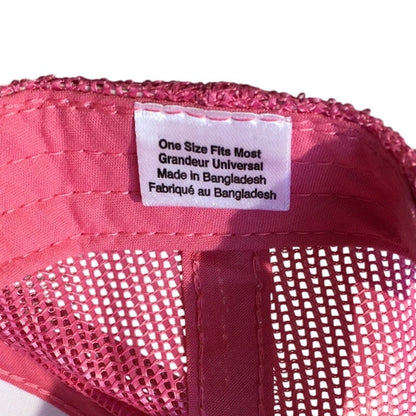 One Size Fits Most
Grandeur Universal
Made in Bangladesh
Fabriqué au Bangladesh